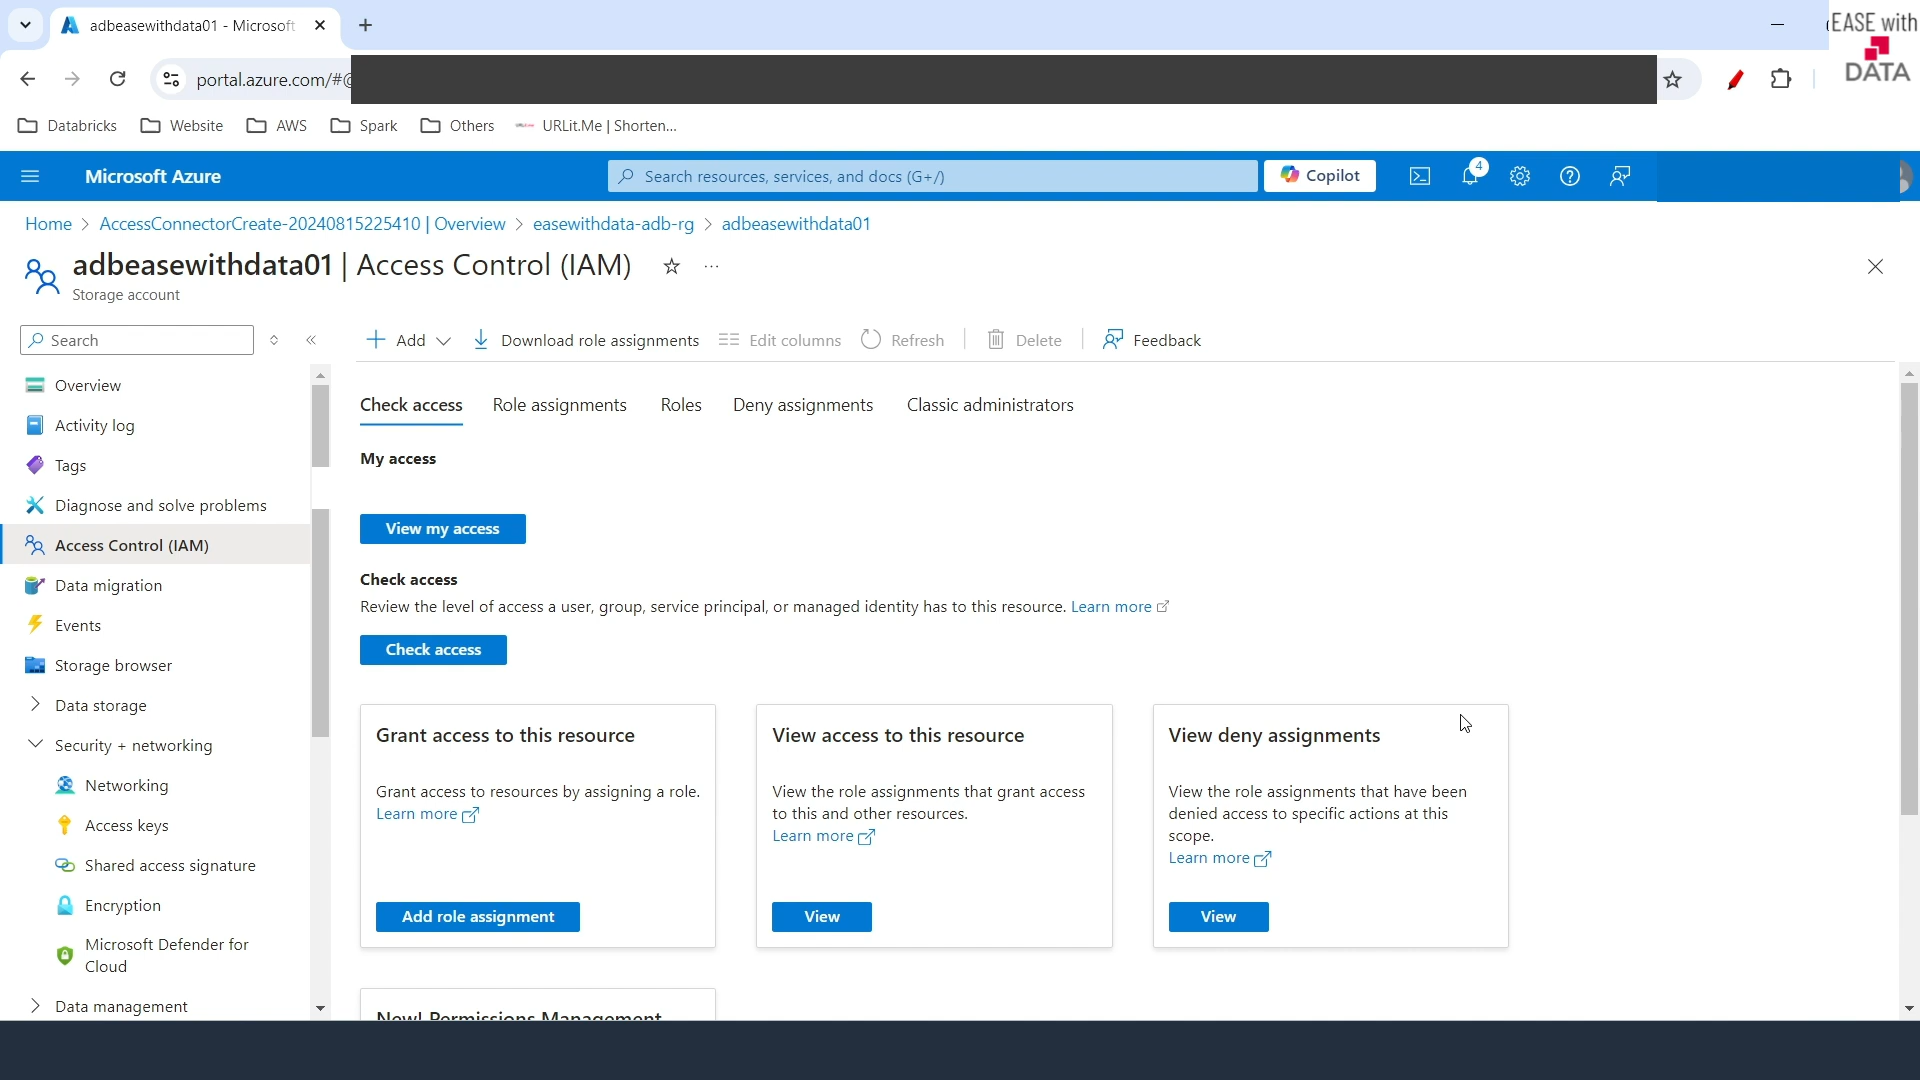 adbeasewithdata01 - Microsoft
EASE with
DATA
portal.azure.com/#@
Databricks
Website
AWS
Spark
Others
URLit.Me | Shorten...
Microsoft Azure
Search resources, services, and docs (G+/)
Copilot
4
Home > AccessConnectorCreate-20240815225410 | Overview > easewithdata-adb-rg > adbeasewithdata01
adbeasewithdata01 | Access Control (IAM)
Storage account
Search
Add
Download role assignments
Edit columns
Refresh
Delete
Feedback
Overview
Activity log
Tags
Diagnose and solve problems
Access Control (IAM)
Data migration
Events
Storage browser
Data storage
Security + networking
Networking
Access keys
Shared access signature
Encryption
Microsoft Defender for
Cloud
Data management
Check access
Role assignments
Roles
Deny assignments
Classic administrators
My access
View my access
Check access
Review the level of access a user, group, service principal, or managed identity has to this resource. Learn more
Check access
Grant access to this resource
Grant access to resources by assigning a role.
Learn more
Add role assignment
View access to this resource
View the role assignments that grant access
to this and other resources.
Learn more
View
View deny assignments
View the role assignments that have been
denied access to specific actions at this
scope.
Learn more
View
New! Permissions Management